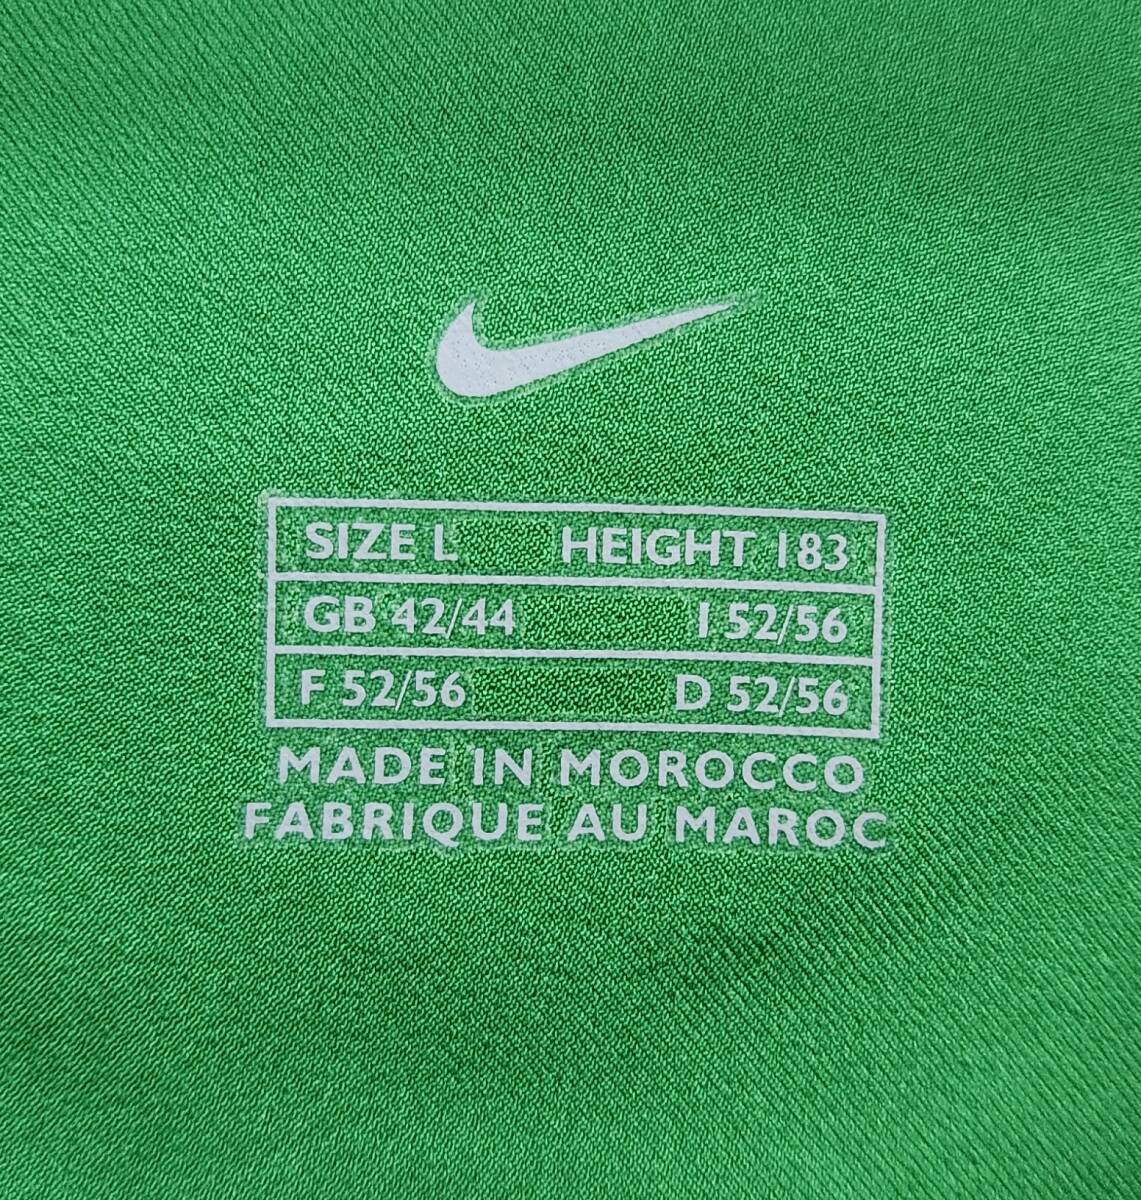 SIZE L HEIGHT 183
GB 42/44 I 52/56
F 52/56 D 52/56
MADE IN MOROCCO
FABRIQUE AU MAROC